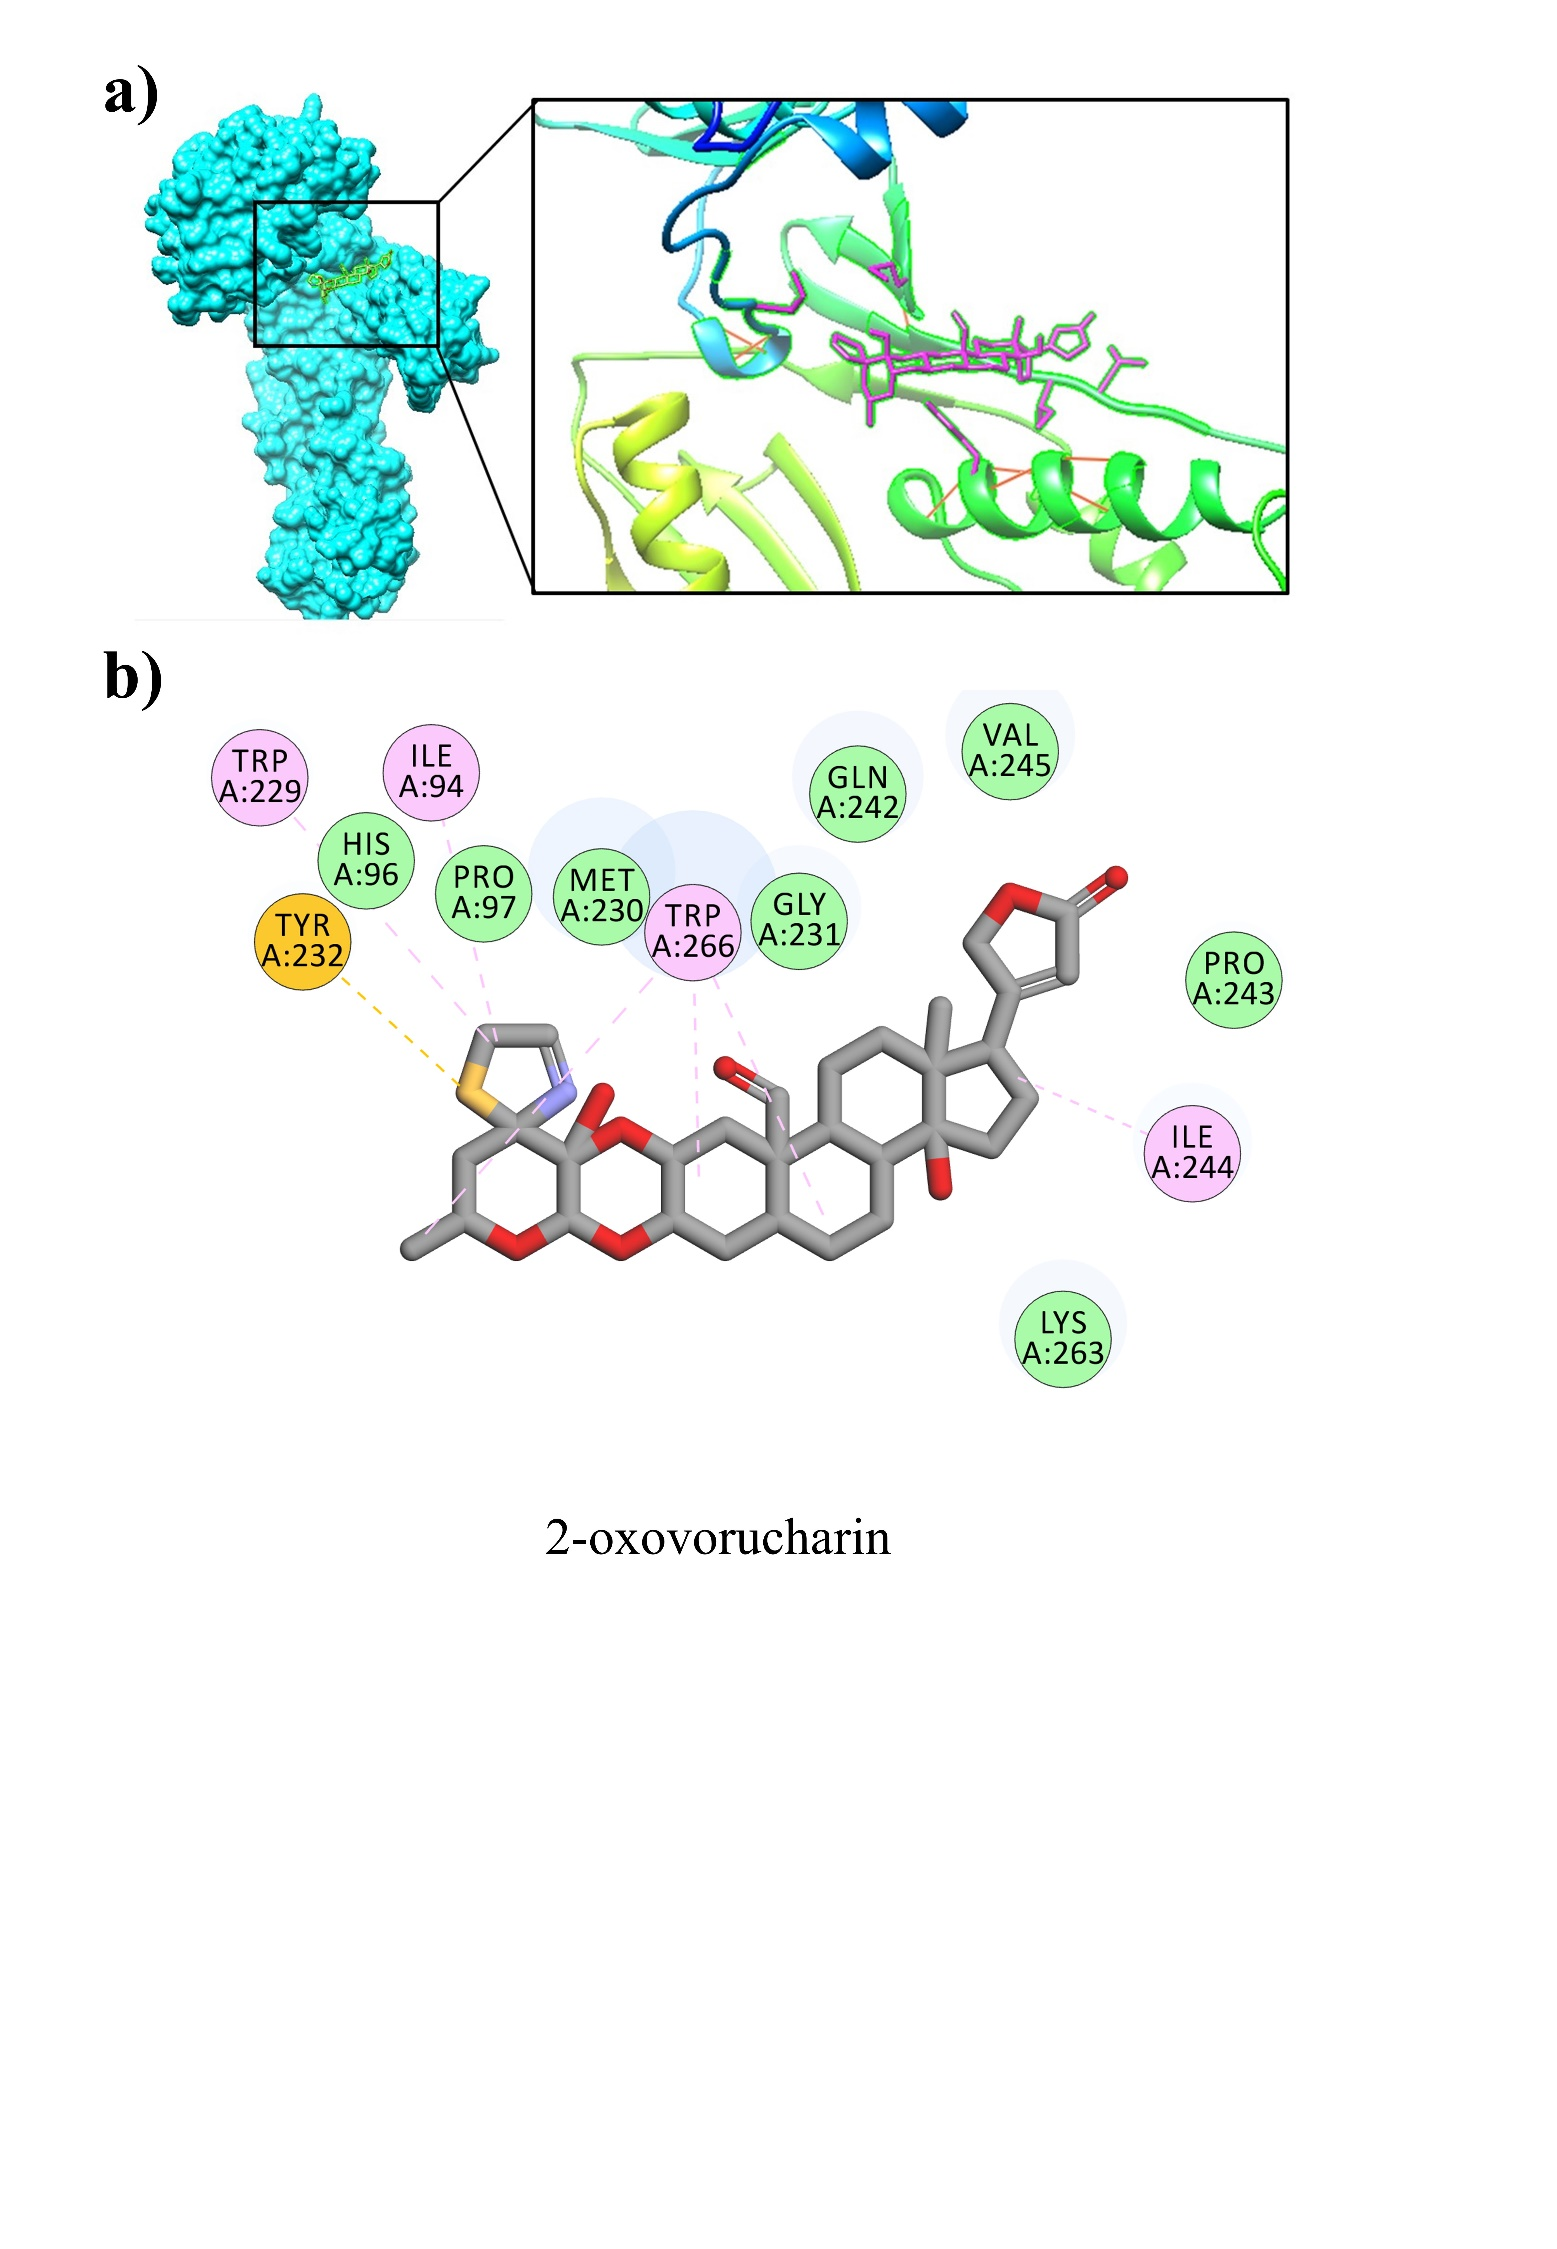 a)
b)
TRP
A:229
ILE
A:94
HIS
A:96
PRO
A:97
TYR
A:232
MET
A:230
TRP
A:266
GLY
A:231
GLN
A:242
VAL
A:245
PRO
A:243
ILE
A:244
LYS
A:263
2-oxovorucharin